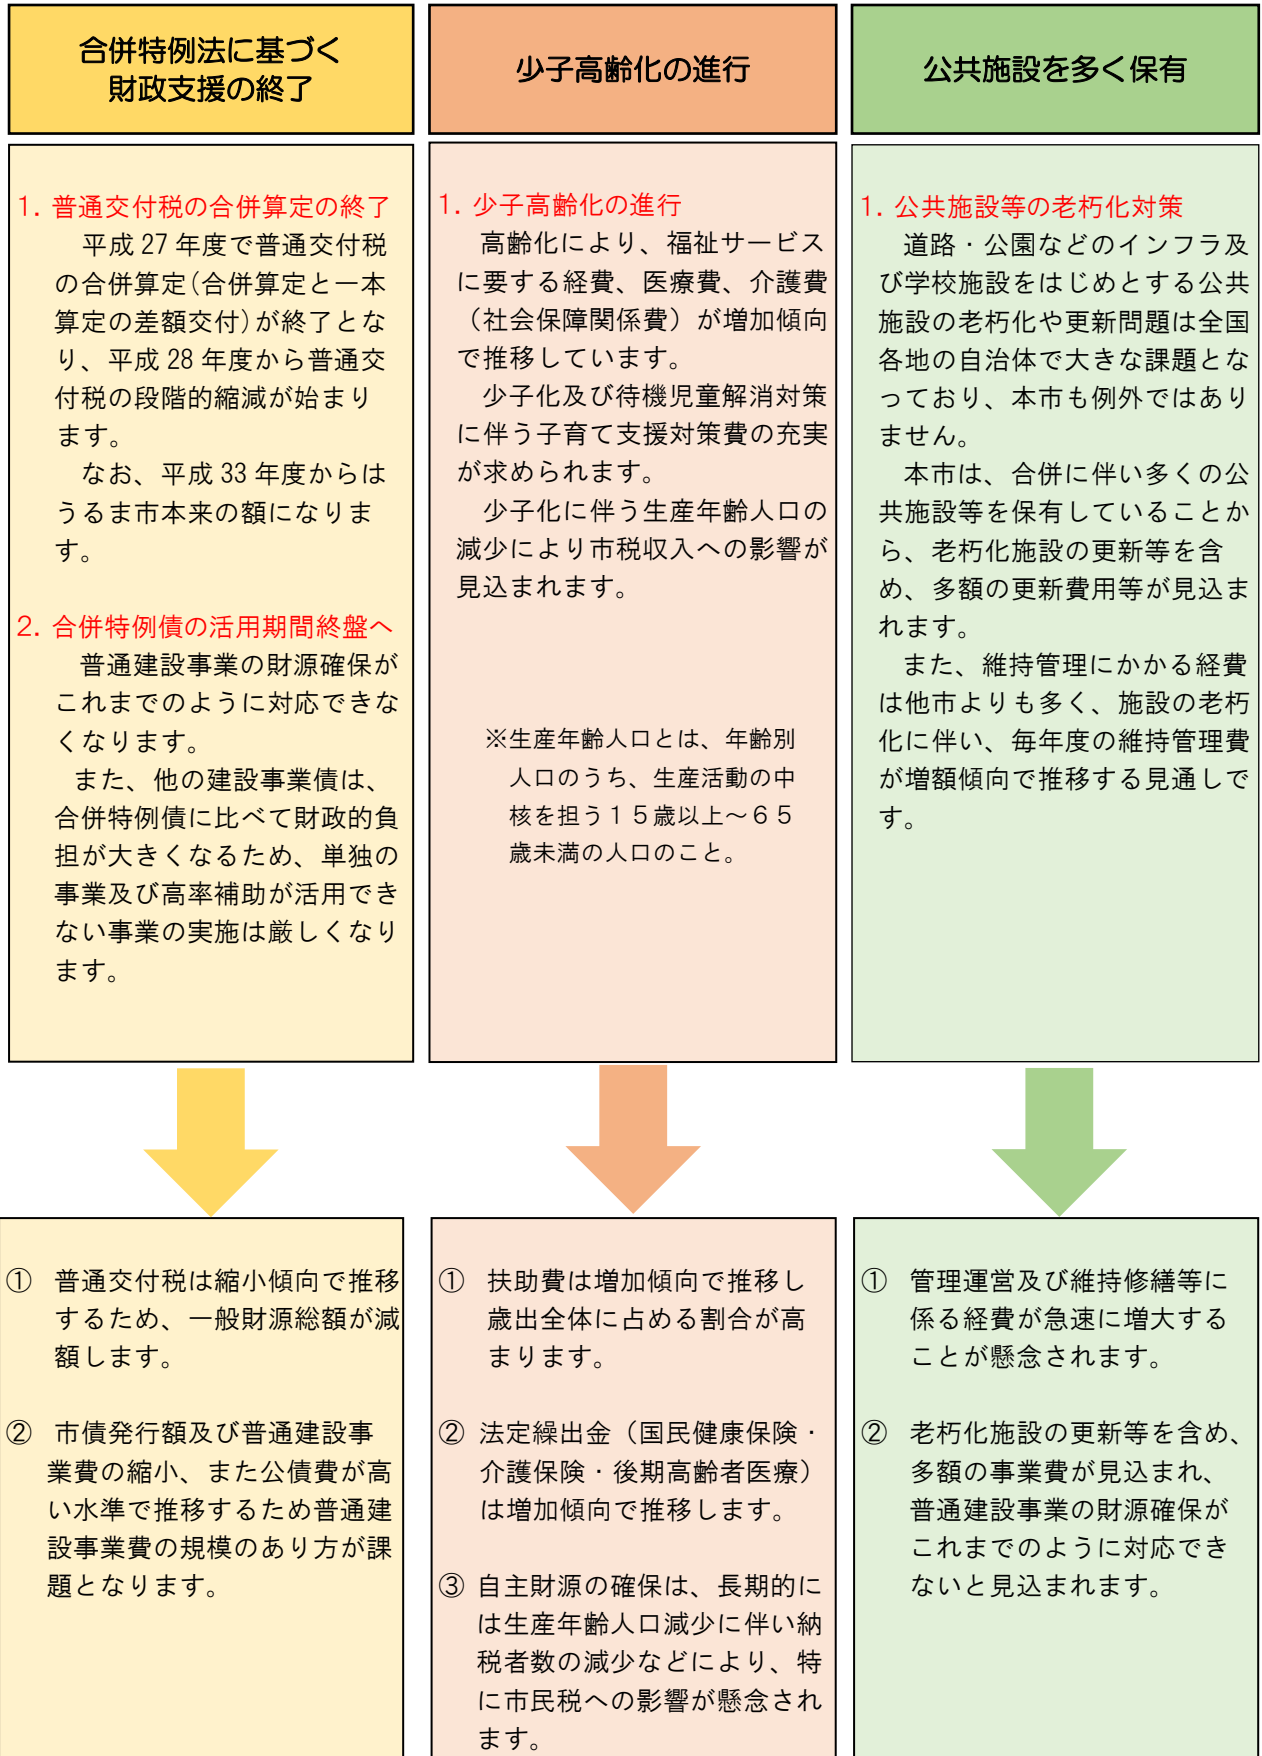 合併特例法に基づく
財政支援の終了
1. 普通交付税の合併算定の終了
平成 27 年度で普通交付税
の合併算定(合併算定と一本
算定の差額交付)が終了とな
り、平成 28 年度から普通交
付税の段階的縮減が始まり
ます。
なお、平成 33 年度からは
うるま市本来の額になりま
す。
2. 合併特例債の活用期間終盤へ
普通建設事業の財源確保が
これまでのように対応できな
くなります。
また、他の建設事業債は、
合併特例債に比べて財政的負
担が大きくなるため、単独の
事業及び高率補助が活用でき
ない事業の実施は厳しくなり
ます。
① 普通交付税は縮小傾向で推移
するため、一般財源総額が減
額します。
② 市債発行額及び普通建設事
業費の縮小、また公債費が高
い水準で推移するため普通建
設事業費の規模のあり方が課
題となります。
少子高齢化の進行
1. 少子高齢化の進行
高齢化により、福祉サービス
に要する経費、医療費、介護費
（社会保障関係費）が増加傾向
で推移しています。
少子化及び待機児童解消対策
に伴う子育て支援対策費の充実
が求められます。
少子化に伴う生産年齢人口の
減少により市税収入への影響が
見込まれます。
※生産年齢人口とは、年齢別
人口のうち、生産活動の中
核を担う１５歳以上～６５
歳未満の人口のこと。
① 扶助費は増加傾向で推移し
歳出全体に占める割合が高
まります。
② 法定繰出金（国民健康保険・
介護保険・後期高齢者医療）
は増加傾向で推移します。
③ 自主財源の確保は、長期的に
は生産年齢人口減少に伴い納
税者数の減少などにより、特
に市民税への影響が懸念され
ます。
公共施設を多く保有
1. 公共施設等の老朽化対策
道路・公園などのインフラ及
び学校施設をはじめとする公共
施設の老朽化や更新問題は全国
各地の自治体で大きな課題とな
っており、本市も例外ではあり
ません。
本市は、合併に伴い多くの公
共施設等を保有していることか
ら、老朽化施設の更新等を含
め、多額の更新費用等が見込ま
れます。
また、維持管理にかかる経費
は他市よりも多く、施設の老朽
化に伴い、毎年度の維持管理費
が増額傾向で推移する見通しで
す。
① 管理運営及び維持修繕等に
係る経費が急速に増大する
ことが懸念されます。
② 老朽化施設の更新等を含め、
多額の事業費が見込まれ、
普通建設事業の財源確保が
これまでのように対応でき
ないと見込まれます。